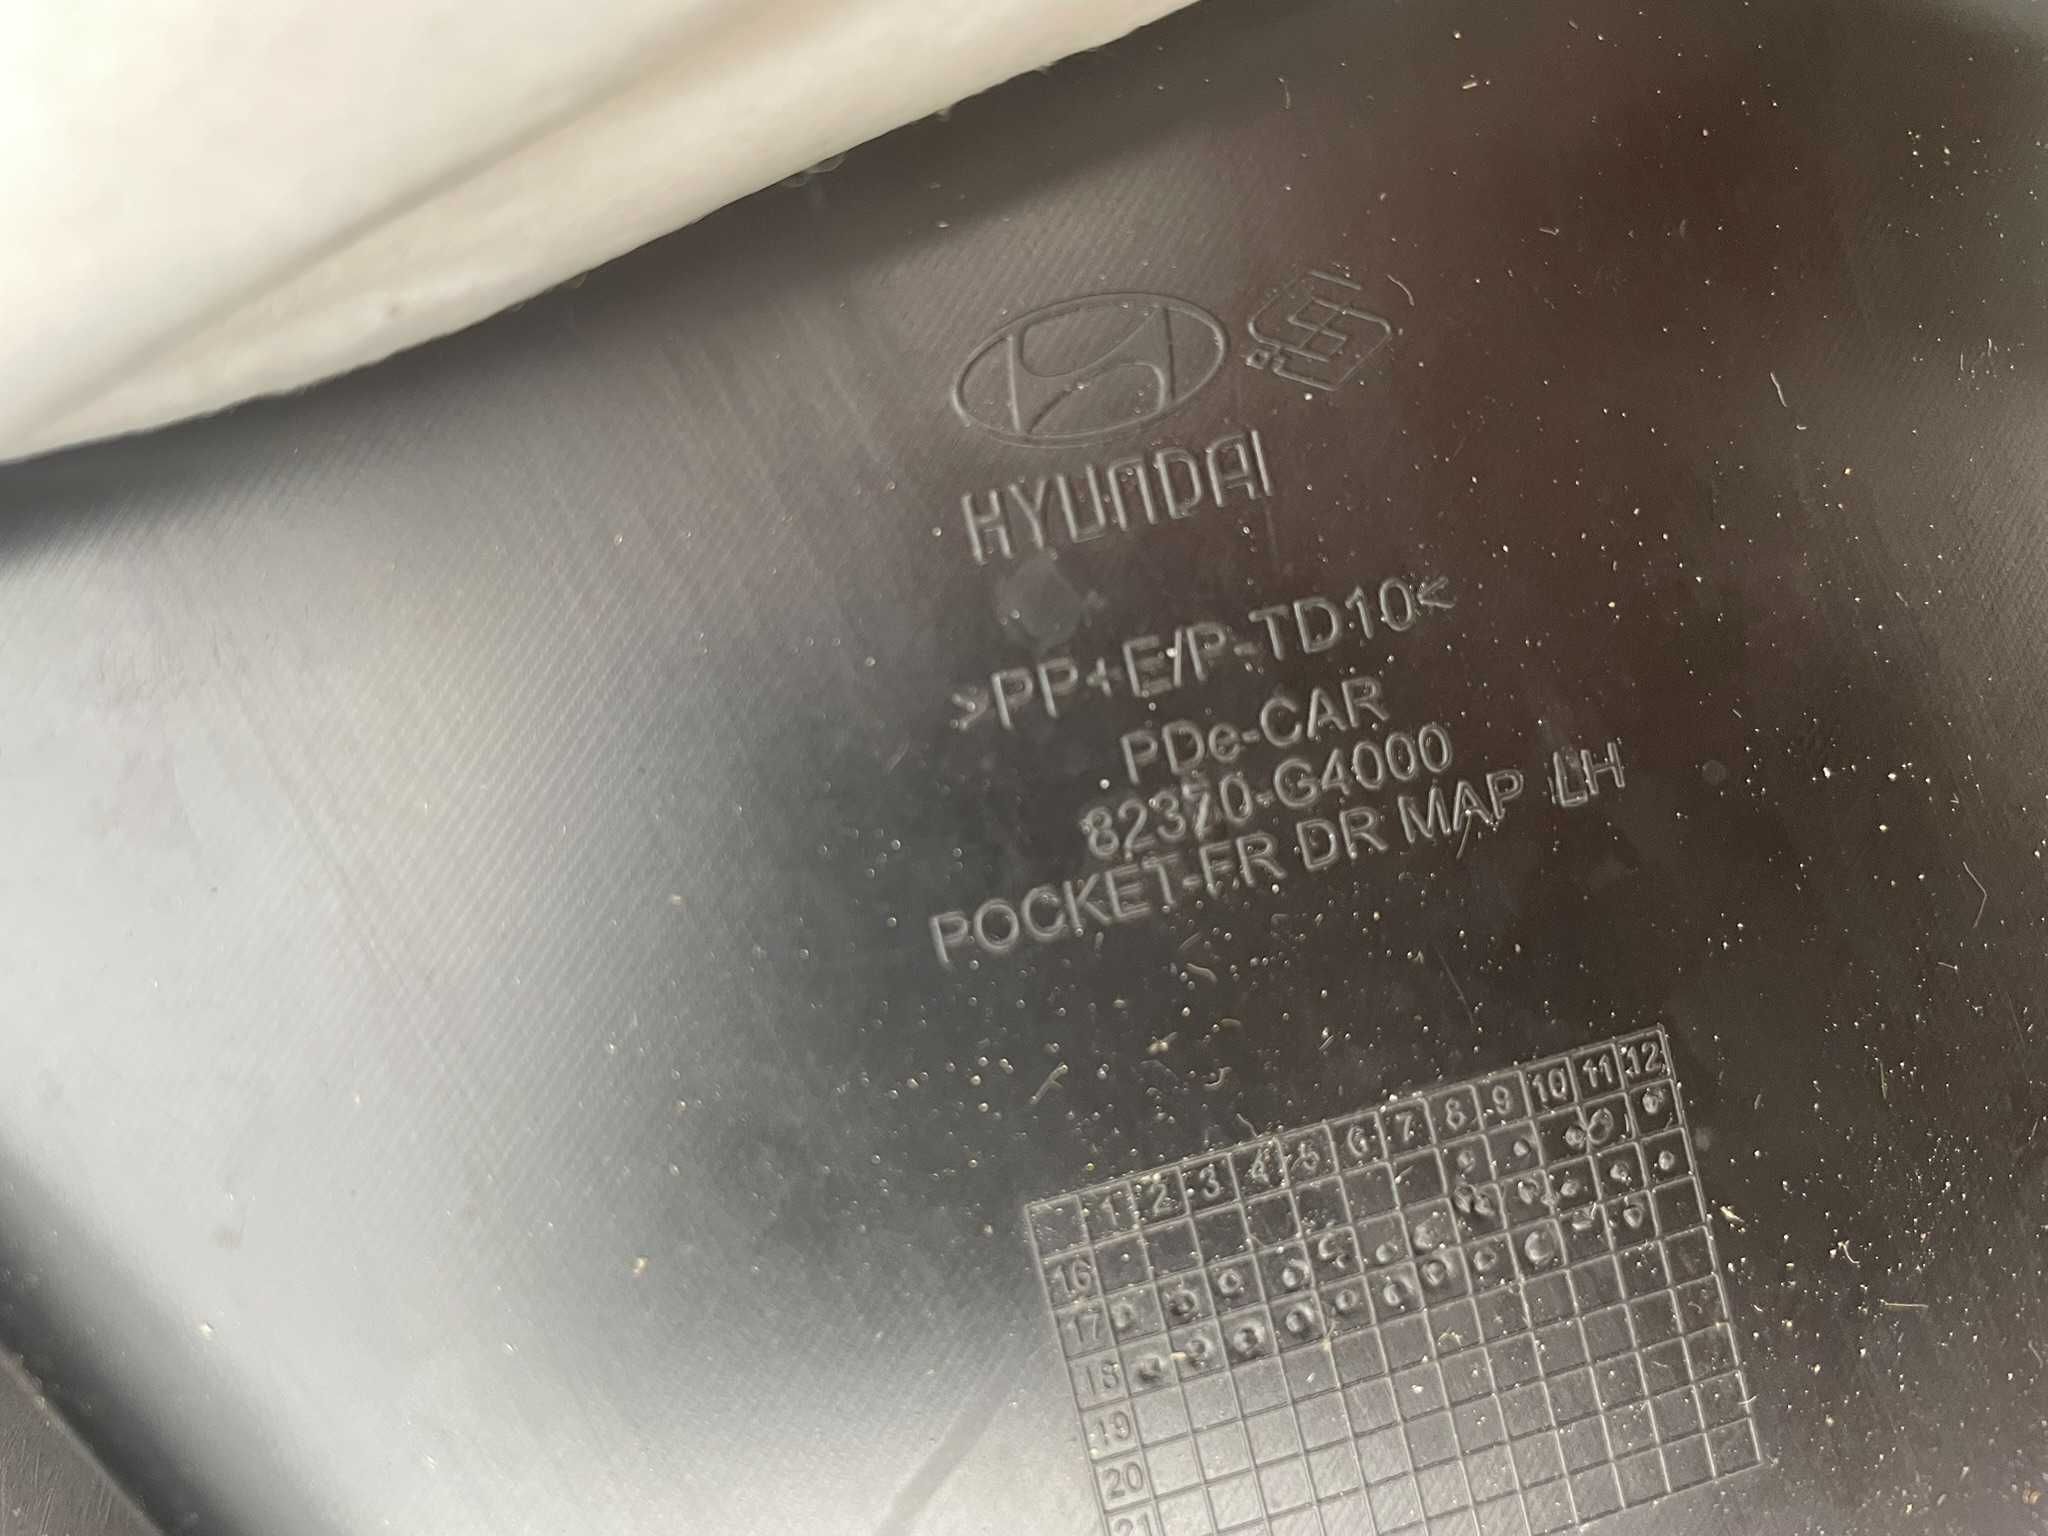 HYUNDAI
>PP+E/P-TD10<
PDe-CAR
82370-G4000
POCKET-FR DR MAP LH
1 2 3 4 5 6 7 8 9 10 11 12
16
17
18
19
20
21